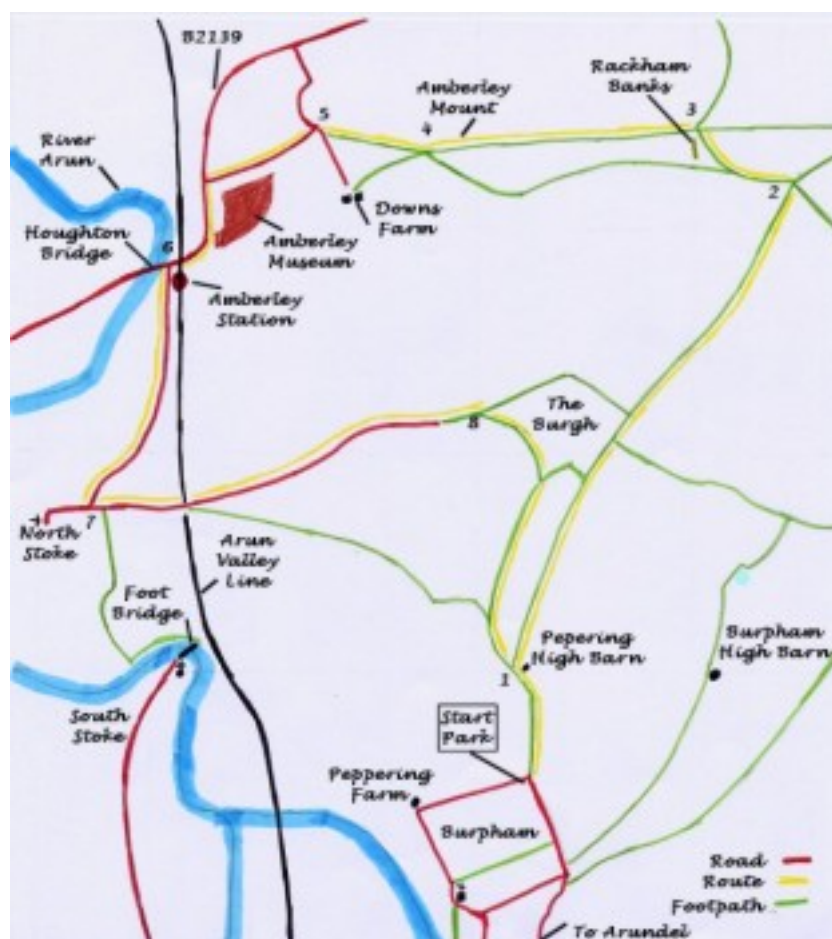 B2139
River
Arun
Houghton
Bridge
6
Amberley
Museum
Amberley
Station
5
4
Amberley
Mount
Rackham
Banks
3
2
Downs
Farm
The
Burgh
8
7
North
Stoke
Arun
Valley
Line
Foot
Bridge
South
Stoke
Pepering
High Barn
1
Burpham
High Barn
Start
Park
Peppering
Farm
Burpham
Road
Route
Footpath
To Arundel